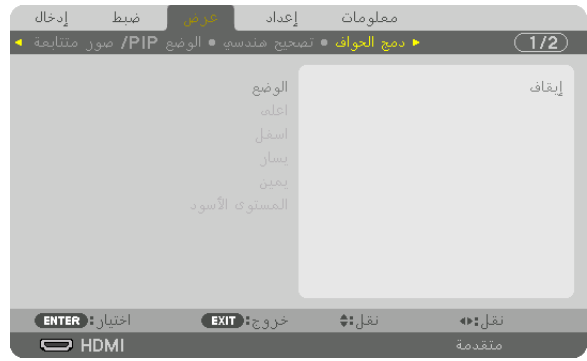 إدخال ضبط عرض إعداد معلومات
◄ دمج الحواف • تصحيح هندسي • الوضع PIP/ صور متتابعة ◄ 1/2
الوضع إيقاف
اعلى
اسفل
يسار
يمين
المستوى الأسود
ENTER: اختيار EXIT: خروج نقل: نقل:
HDMI متقدمة